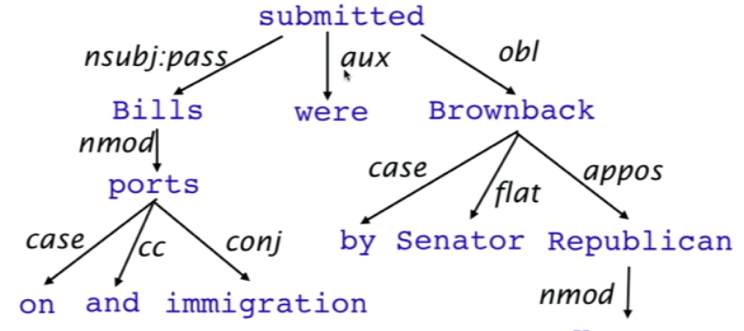 submitted
nsubj:pass aux obl
Bills were Brownback
nmod
case flat appos
ports
case cc conj
by Senator Republican
on and immigration
nmod